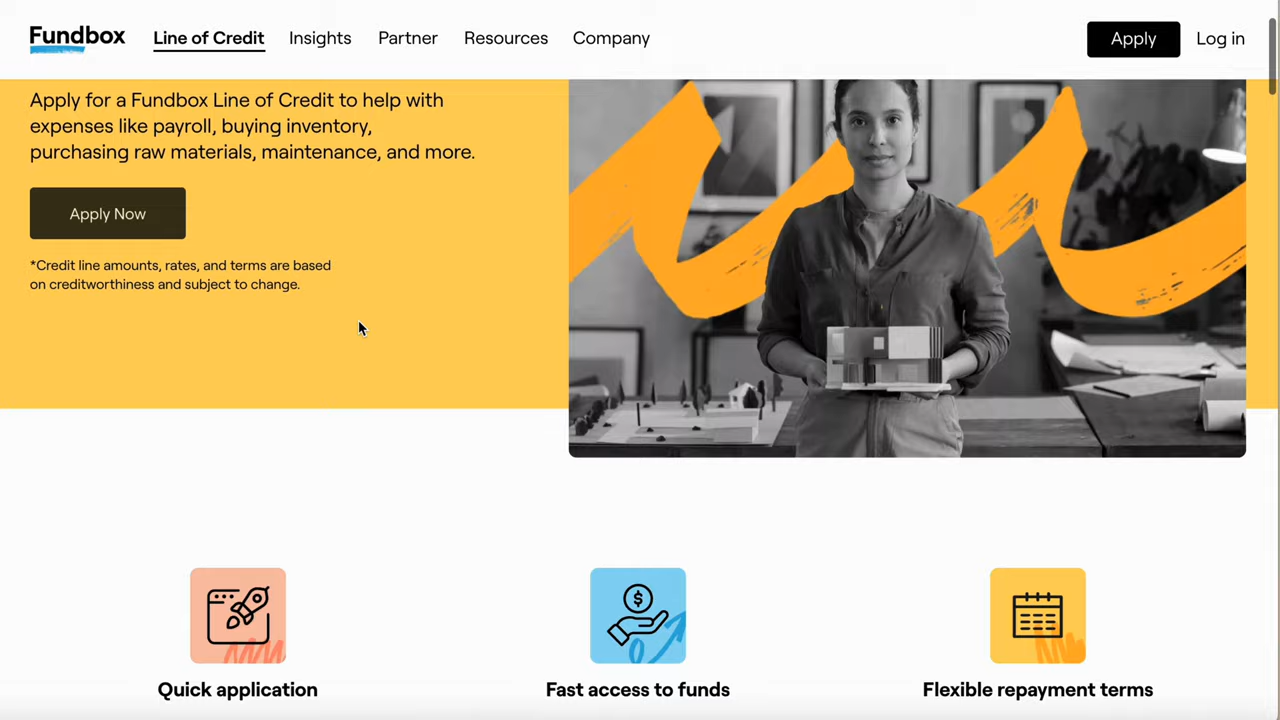 Fundbox
Line of Credit
Insights
Partner
Resources
Company
Apply
Log in
Apply for a Fundbox Line of Credit to help with
expenses like payroll, buying inventory,
purchasing raw materials, maintenance, and more.
Apply Now
*Credit line amounts, rates, and terms are based
on creditworthiness and subject to change.
Quick application
Fast access to funds
Flexible repayment terms